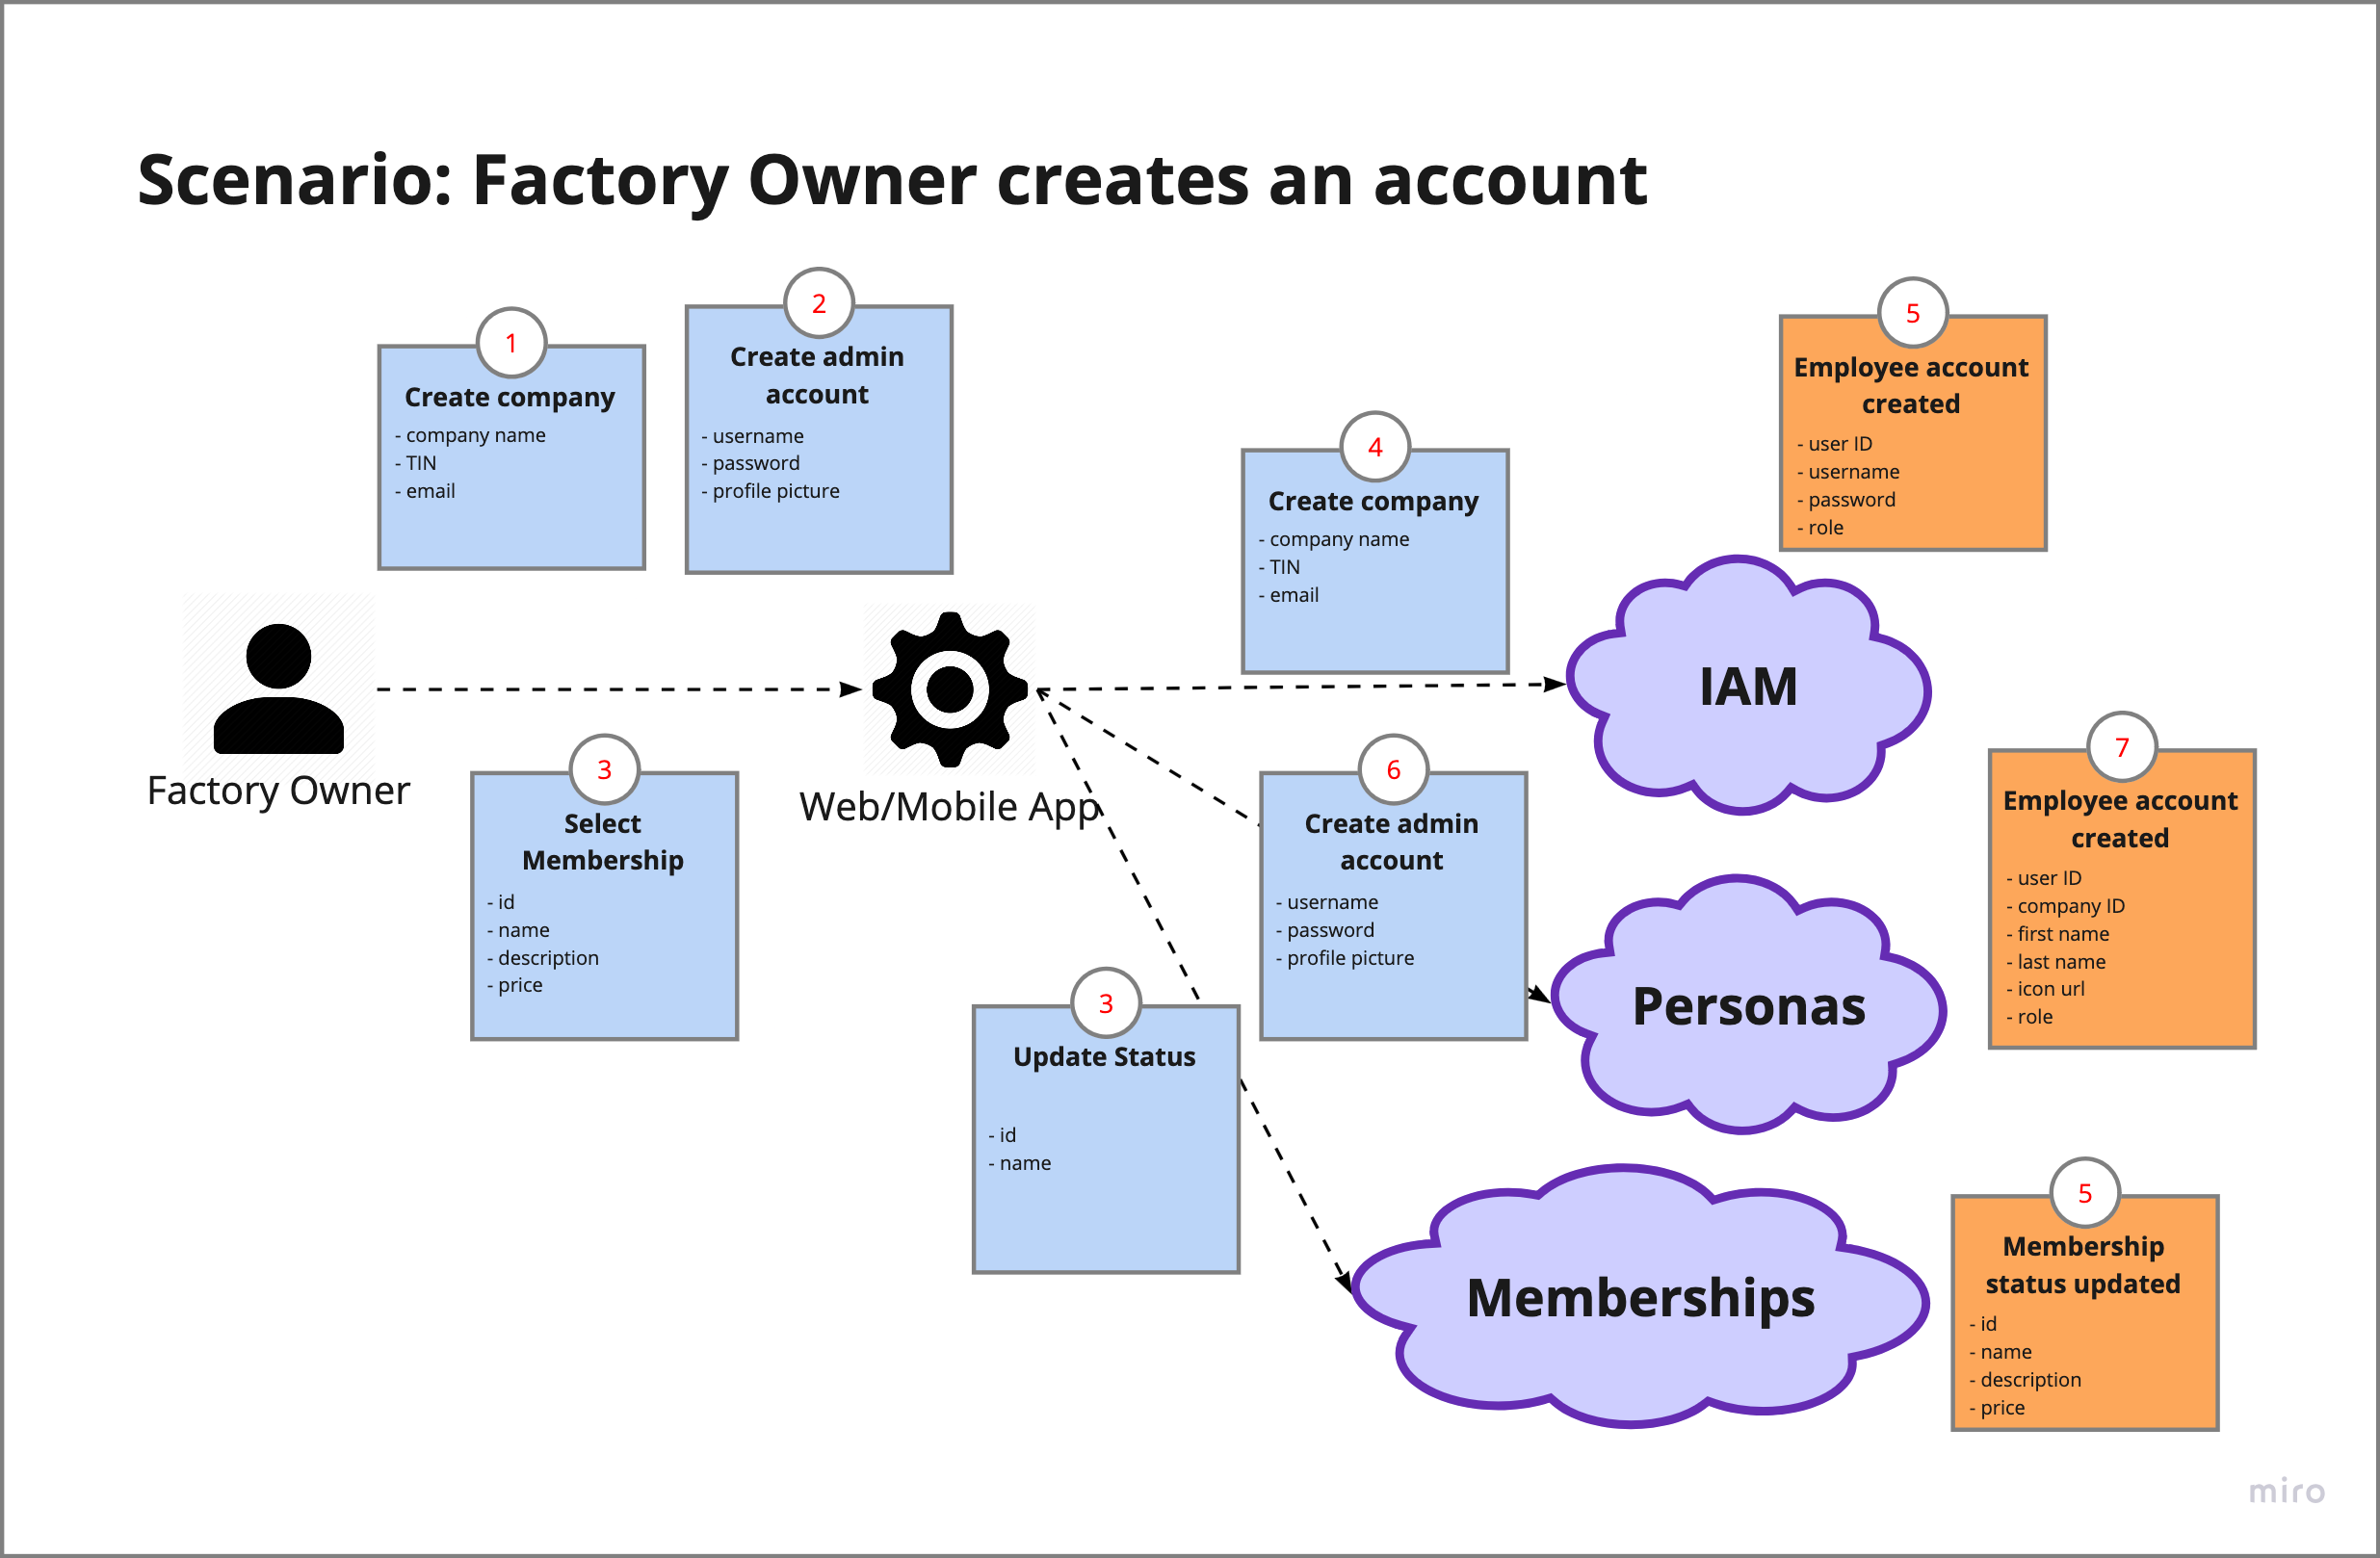 Scenario: Factory Owner creates an account
1
Create company
- company name
- TIN
- email
2
Create admin
account
- username
- password
- profile picture
Factory Owner
3
Select
Membership
- id
- name
- description
- price
Web/Mobile App
4
Create company
- company name
- TIN
- email
5
Employee account
created
- user ID
- username
- password
- role
IAM
6
Create admin
account
- username
- password
- profile picture
Personas
7
Employee account
created
- user ID
- company ID
- first name
- last name
- icon url
- role
3
Update Status
- id
- name
Memberships
5
Membership
status updated
- id
- name
- description
- price
miro